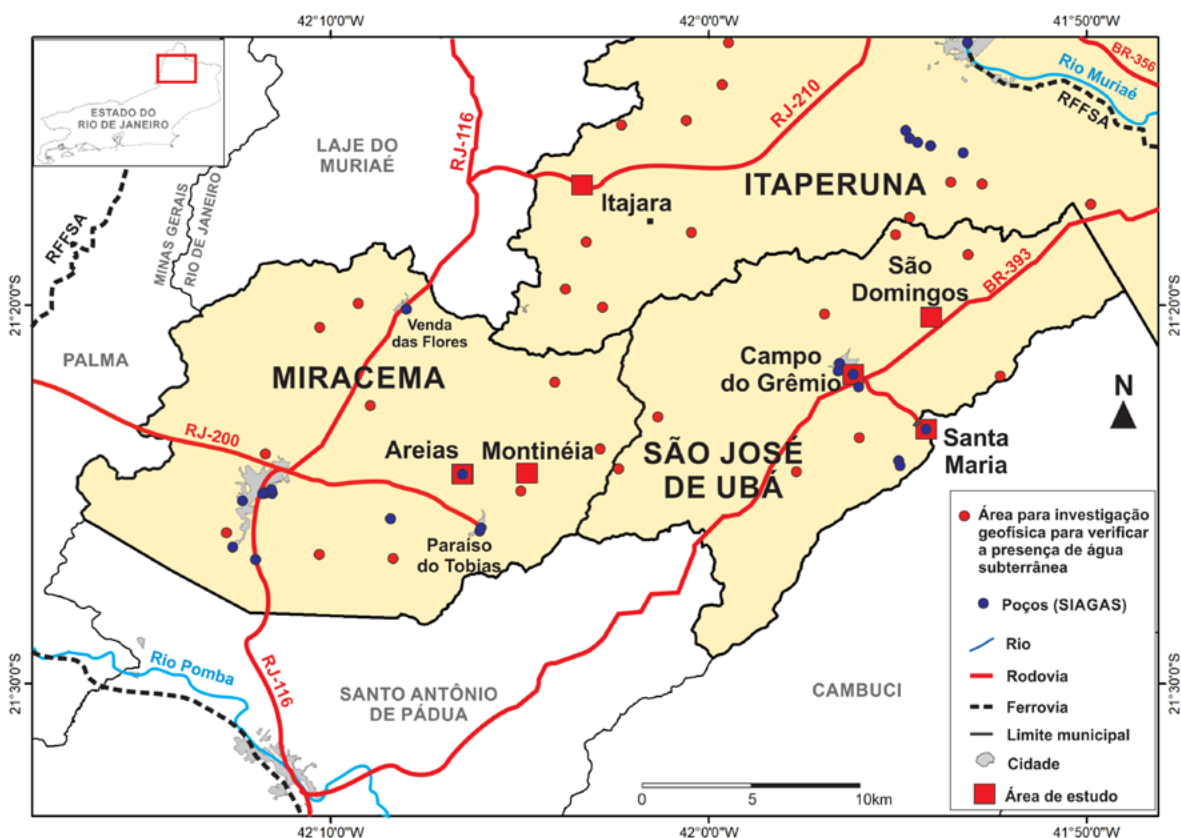 42°10'0"W
42°00'0"W
41°50'0"W
ESTADO DO
RIO DE JANEIRO
LAJE DO
MURIAÉ
RJ-116
RJ-210
Rio Muriaé
BR-356
RFFSA
RFFSA
MINAS GERAIS
RIO DE JANEIRO
ITAPERUNA
Itajara
São
Domingos
BR-393
21°20'0"S
21°20'0"S
Venda
das Flores
PALMA
MIRACEMA
Campo
do Grêmio
N
RJ-200
Areias
Montinéia
SÃO JOSÉ
DE UBÁ
Santa
Maria
Paraíso
do Tobias
Rio Pomba
RJ-116
SANTO ANTÔNIO
DE PÁDUA
CAMBUCI
21°30'0"S
21°30'0"S
Área para investigação
geofísica para verificar
a presença de água
subterrânea
Poços (SIAGAS)
Rio
Rodovia
Ferrovia
Limite municipal
Cidade
Área de estudo
0
5
10km
42°10'0"W
42°00'0"W
41°50'0"W